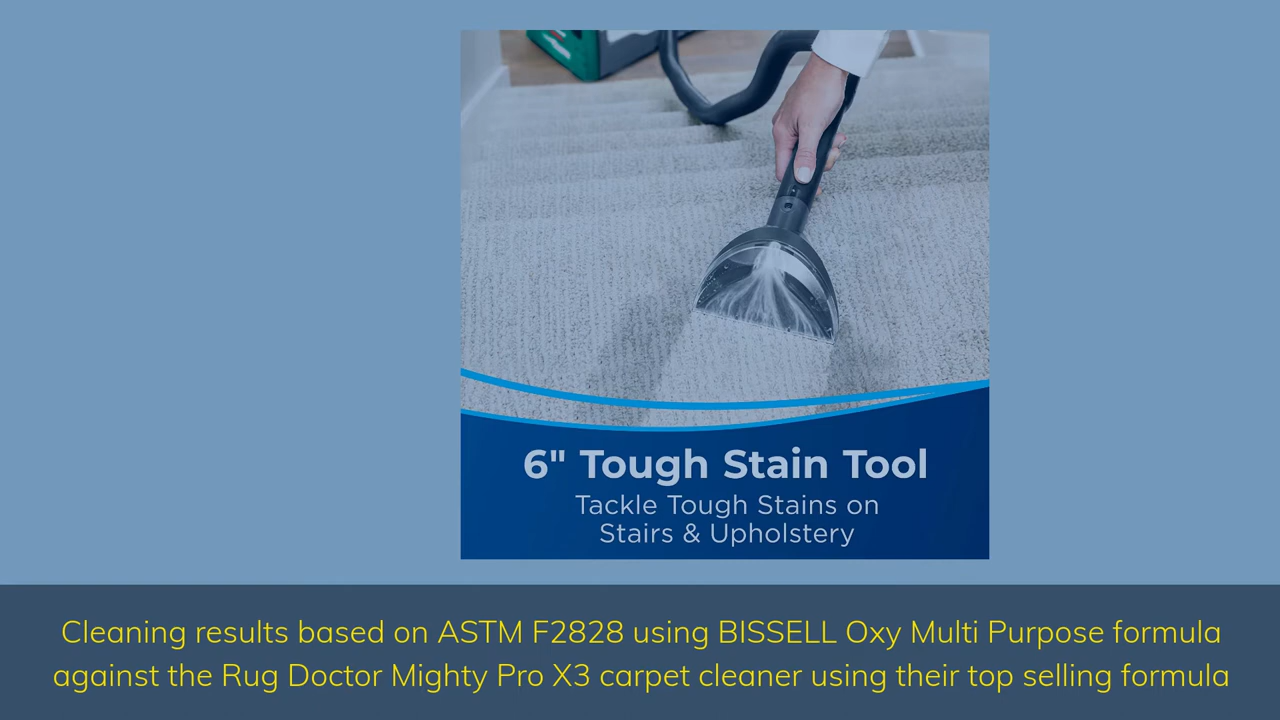 6" Tough Stain Tool
Tackle Tough Stains on
Stairs & Upholstery
Cleaning results based on ASTM F2828 using BISSELL Oxy Multi Purpose formula
against the Rug Doctor Mighty Pro X3 carpet cleaner using their top selling formula